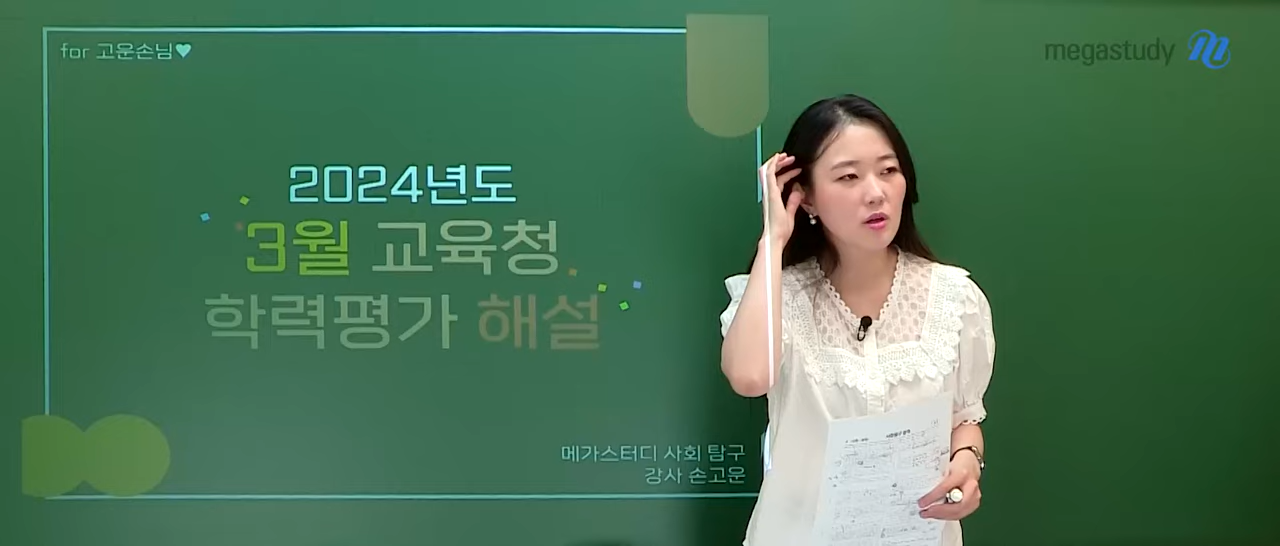 for 고운손님♥
megastudy
2024년도
3월 교육청
학력평가 해설
메가스터디 사회 탐구
강사 손고운